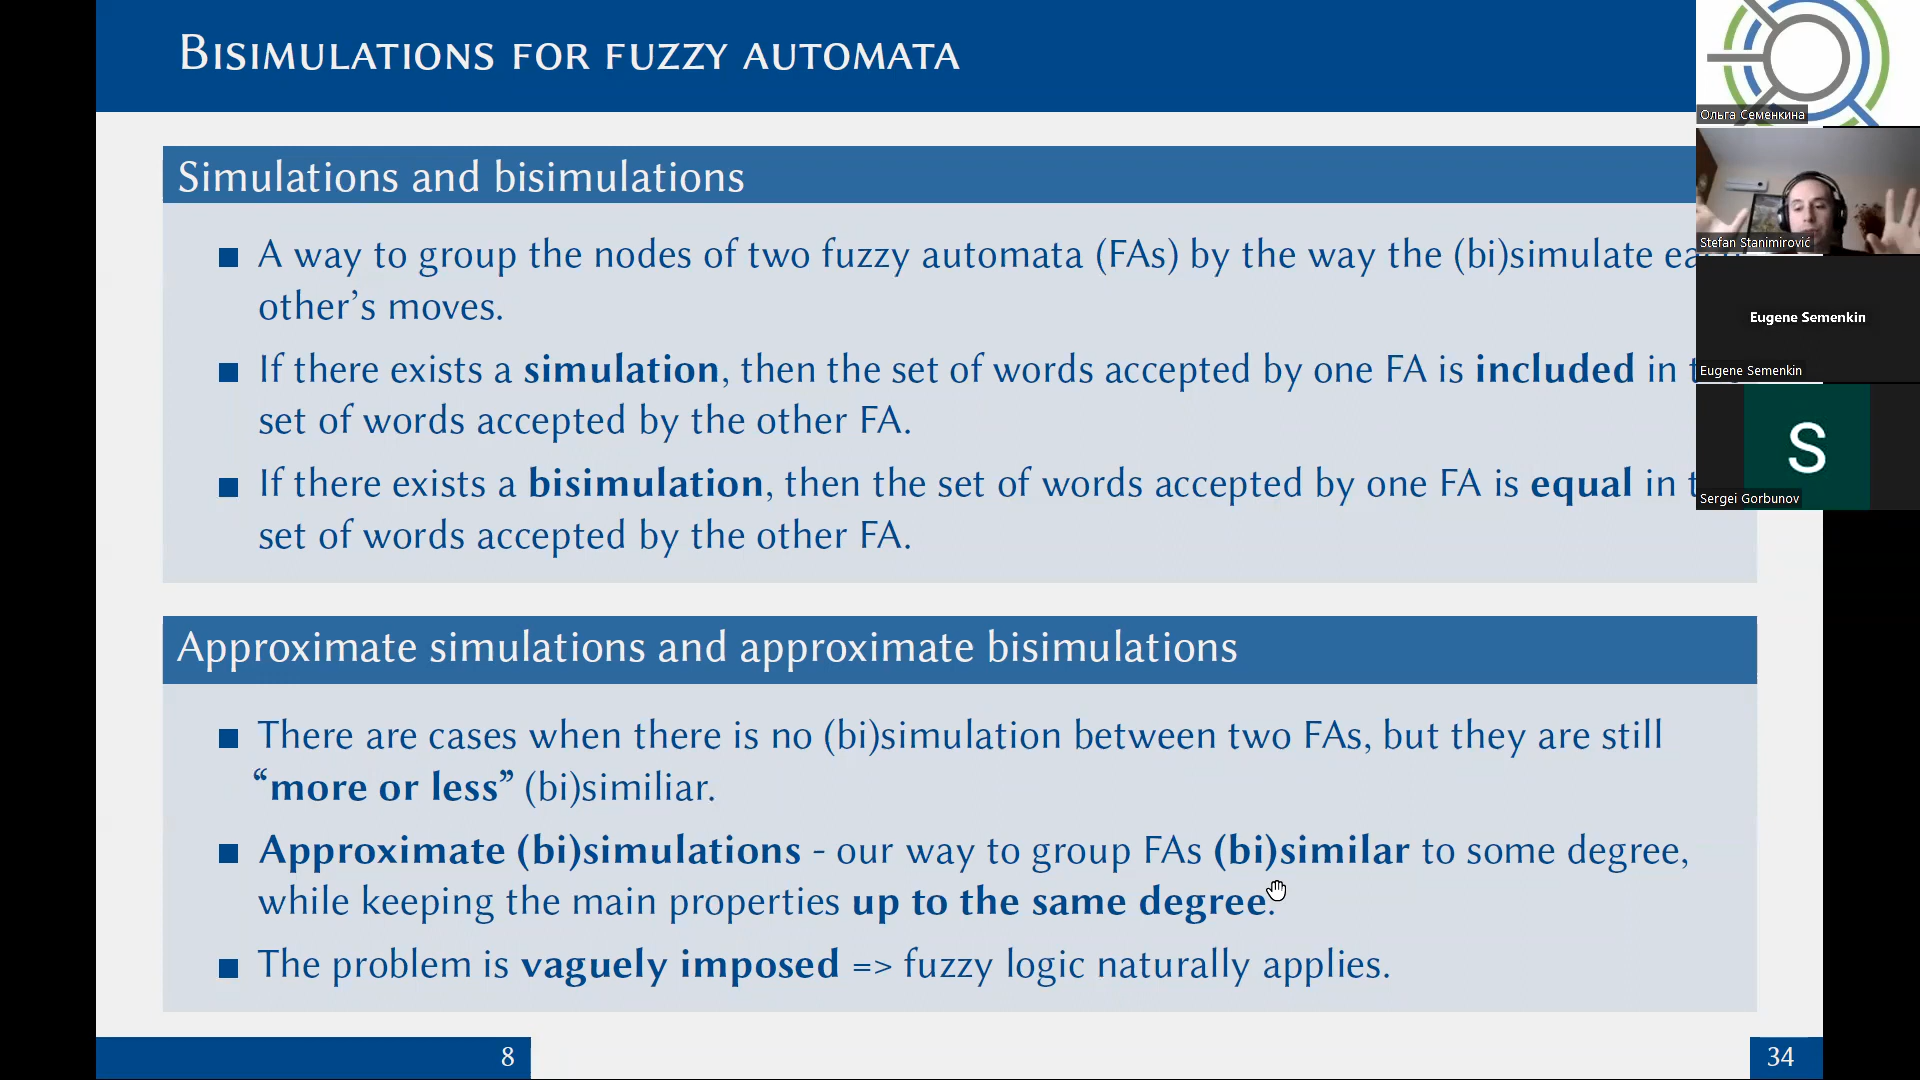 BISIMULATIONS FOR FUZZY AUTOMATA
Simulations and bisimulations
A way to group the nodes of two fuzzy automata (FAs) by the way the (bi)simulate
other's moves.
If there exists a simulation, then the set of words accepted by one FA is included in
set of words accepted by the other FA.
If there exists a bisimulation, then the set of words accepted by one FA is equal in
set of words accepted by the other FA.
Approximate simulations and approximate bisimulations
There are cases when there is no (bi)simulation between two FAs, but they are still
“more or less” (bi)similiar.
Approximate (bi)simulations - our way to group FAs (bi)similar to some degree,
while keeping the main properties up to the same degree.
The problem is vaguely imposed => fuzzy logic naturally applies.
8
34
Ольга Семенкина
Stefan Stanimirović
Eugene Semenkin
Eugene Semenkin
S
Sergei Gorbunov